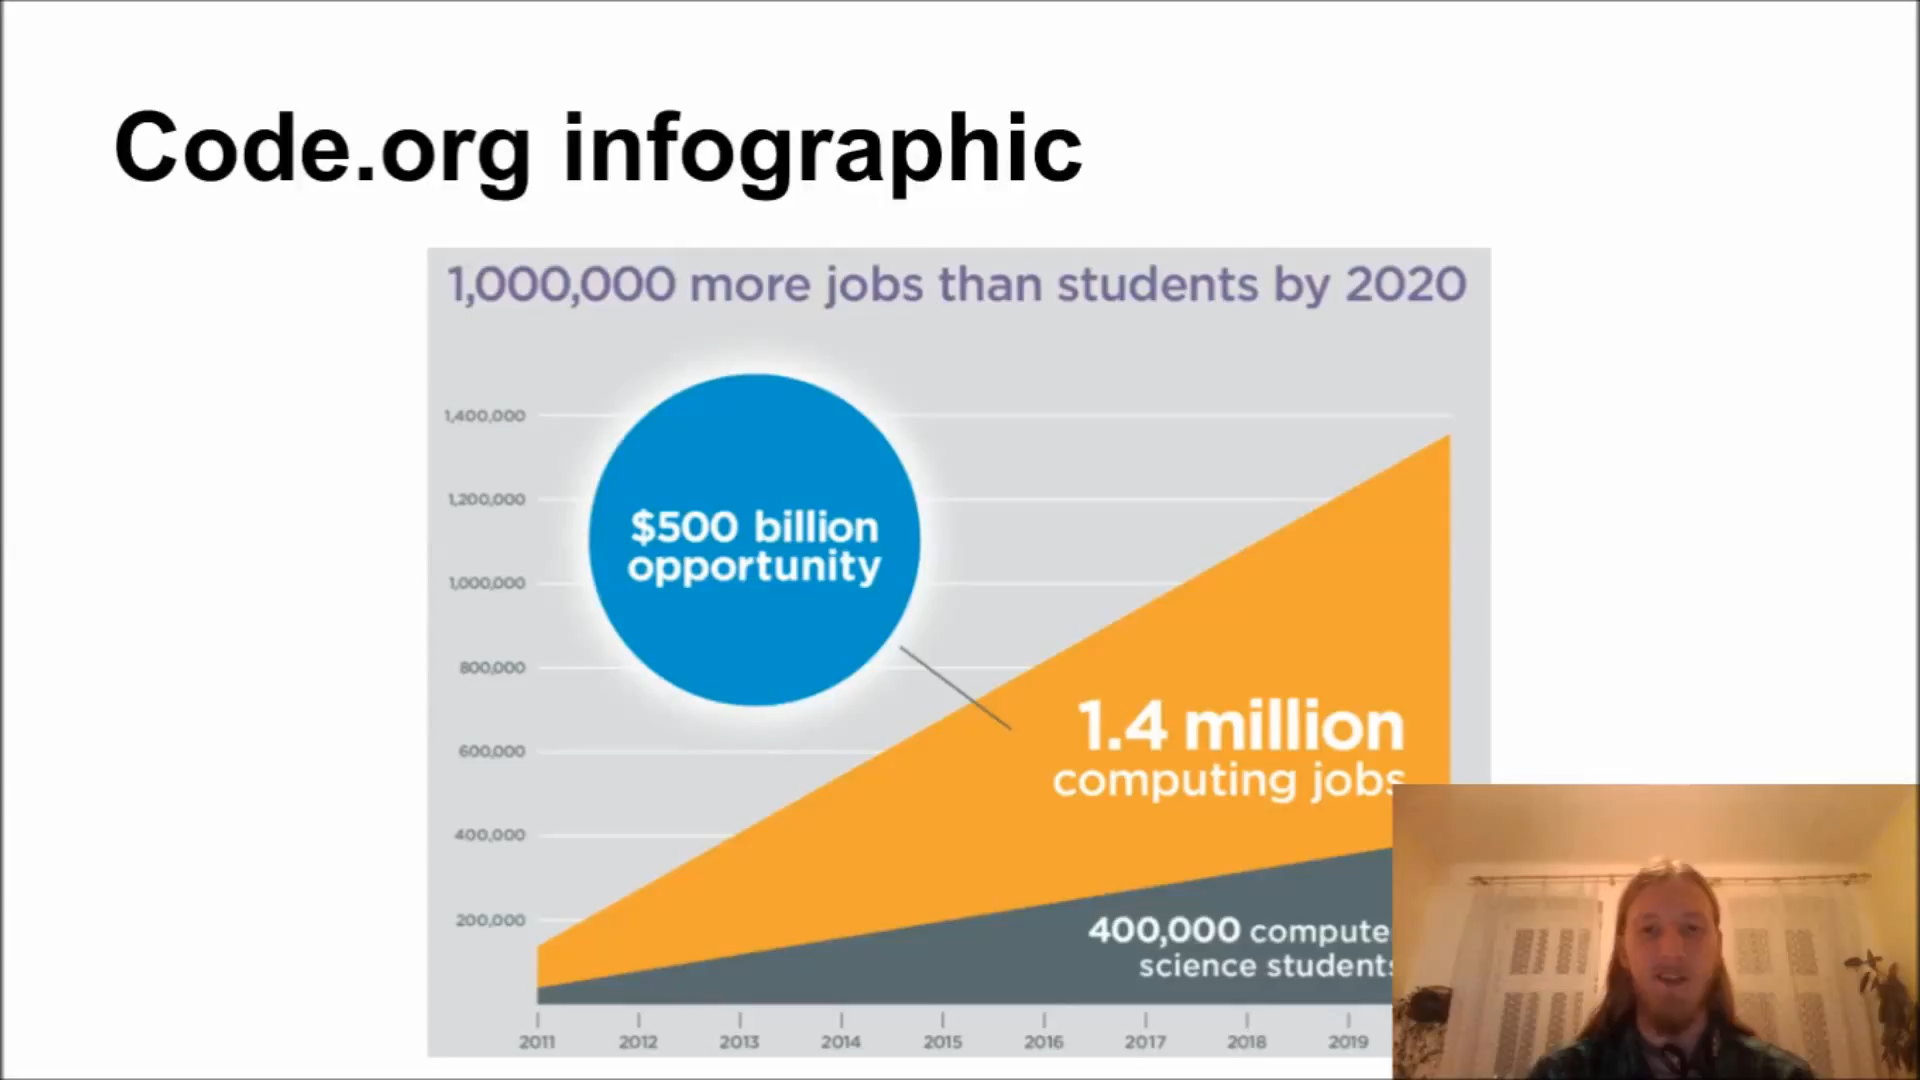 Code.org infographic
1,000,000 more jobs than students by 2020
1,400,000
1,200,000
1,000,000
800,000
600,000
400,000
200,000
$500 billion
opportunity
1.4 million
computing jobs
400,000 compute
science students
2011 2012 2013 2014 2015 2016 2017 2018 2019